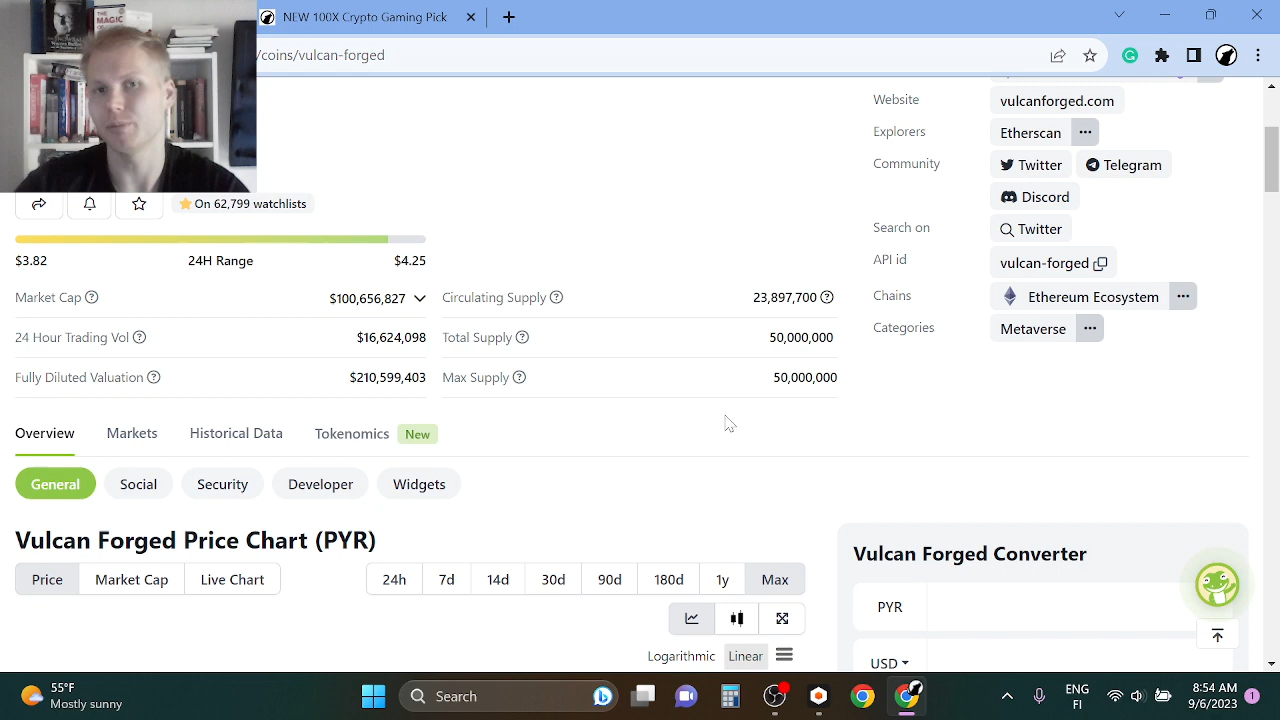 NEW 100X Crypto Gaming Pick
/coins/vulcan-forged
THE
MAGIC
OF
Website
vulcanforged.com
Explorers
Etherscan
Community
Twitter
Telegram
Discord
Search on
Twitter
API id
vulcan-forged
Chains
Ethereum Ecosystem
Categories
Metaverse
On 62,799 watchlists
$3.82 24H Range $4.25
Market Cap $100,656,827
Circulating Supply 23,897,700
24 Hour Trading Vol $16,624,098
Total Supply 50,000,000
Fully Diluted Valuation $210,599,403
Max Supply 50,000,000
Overview Markets Historical Data Tokenomics New
General Social Security Developer Widgets
Vulcan Forged Price Chart (PYR)
Price Market Cap Live Chart
24h 7d 14d 30d 90d 180d 1y Max
Logarithmic Linear
Vulcan Forged Converter
PYR
USD
55°F
Mostly sunny
Search
ENG
FI
8:54 AM
9/6/2023
1